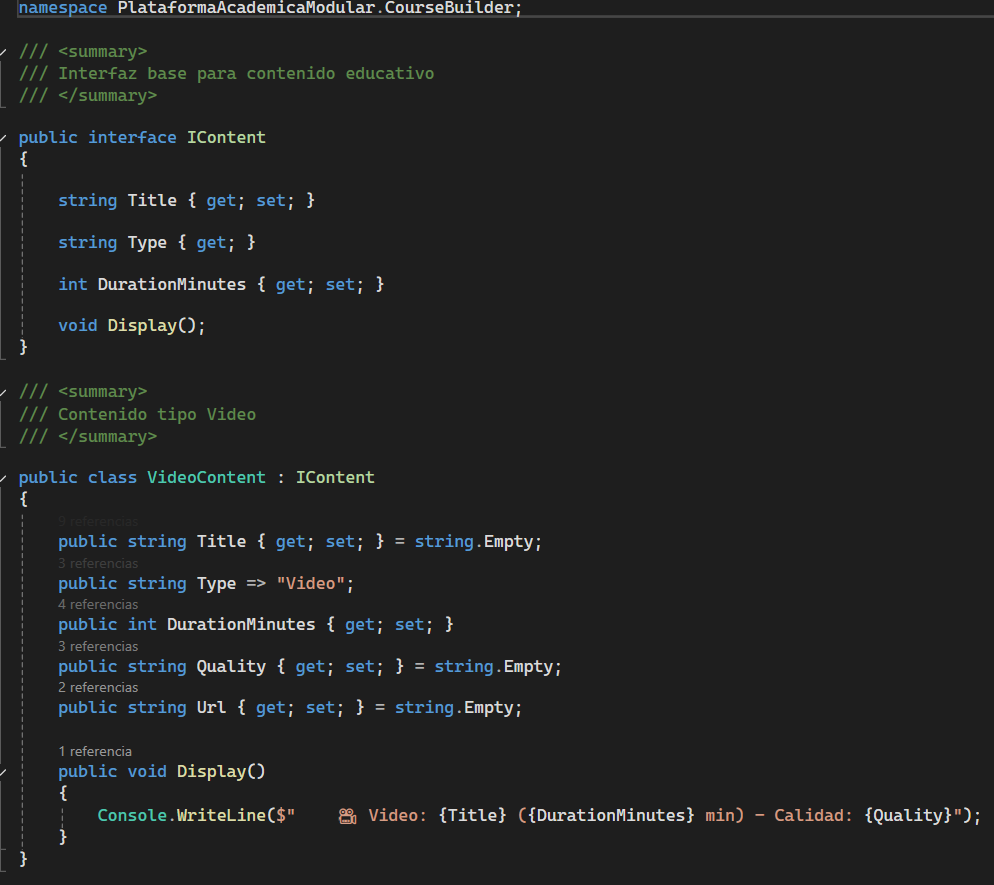 namespace PlataformaAcademicaModular.CourseBuilder;
/// <summary>
/// Interfaz base para contenido educativo
/// </summary>
public interface IContent
{
string Title { get; set; }
string Type { get; }
int DurationMinutes { get; set; }
void Display();
}
/// <summary>
/// Contenido tipo Video
/// </summary>
public class VideoContent : IContent
{
9 referencias
public string Title { get; set; } = string.Empty;
3 referencias
public string Type => "Video";
4 referencias
public int DurationMinutes { get; set; }
3 referencias
public string Quality { get; set; } = string.Empty;
2 referencias
public string Url { get; set; } = string.Empty;
1 referencia
public void Display()
{
Console.WriteLine($"    🎥 Video: {Title} ({DurationMinutes} min) - Calidad: {Quality}");
}
}